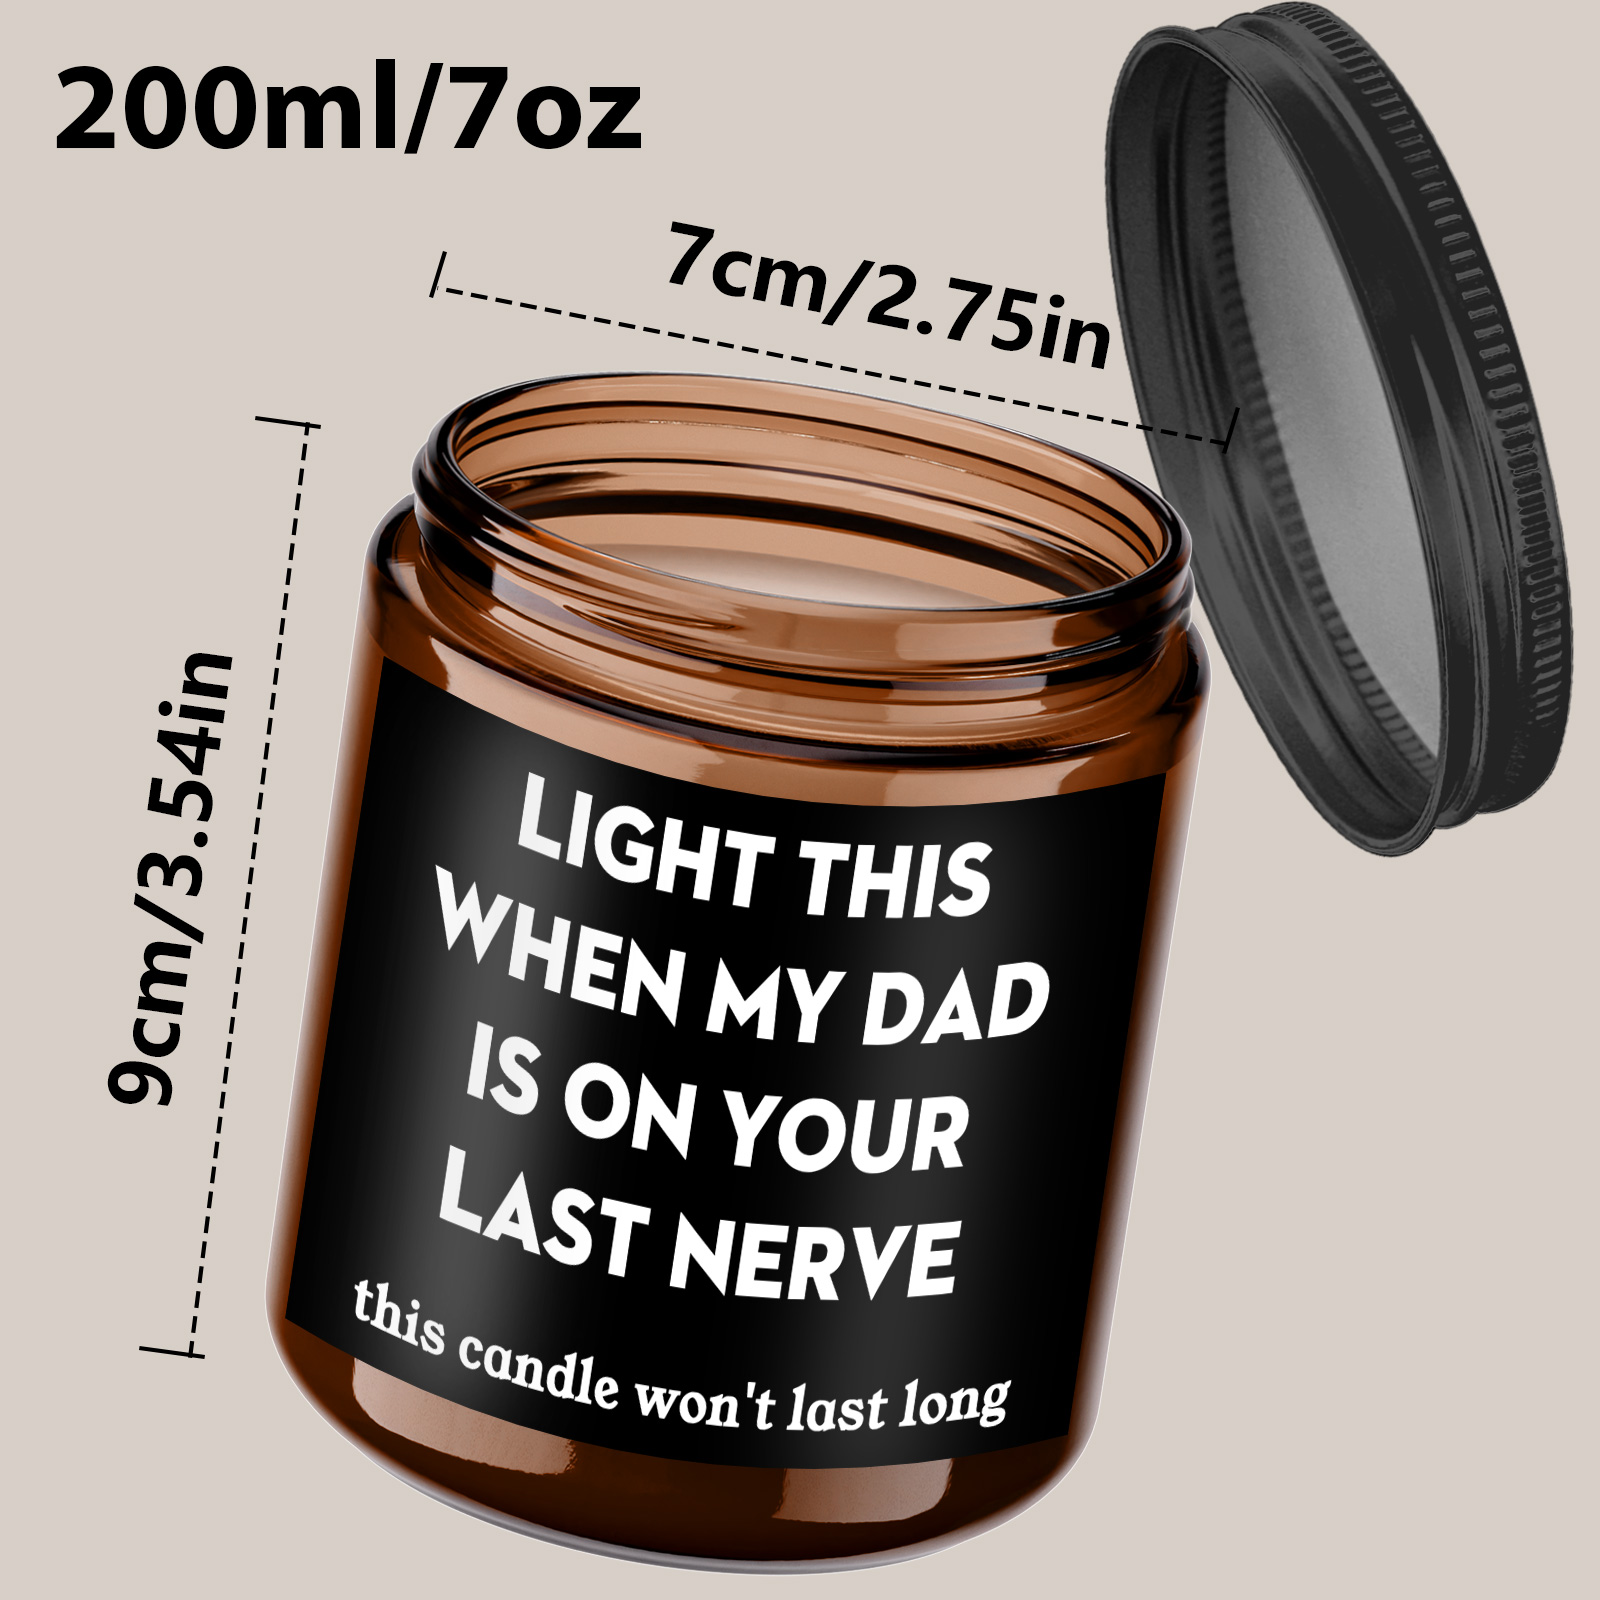 200ml/7oz
7cm/2.75in
9cm/3.54in
LIGHT THIS
WHEN MY DAD
IS ON YOUR
LAST NERVE
this candle won't last long